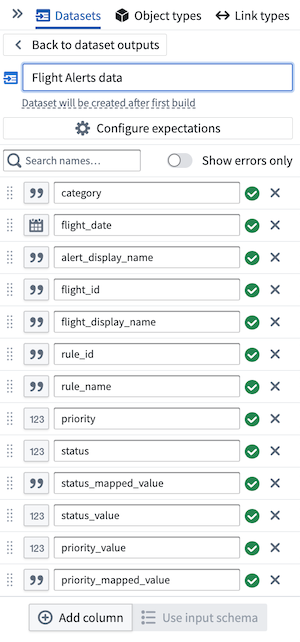 Datasets Object types Link types
Back to dataset outputs
Flight Alerts data
Dataset will be created after first build
Configure expectations
Search names... Show errors only
category
flight_date
alert_display_name
flight_id
flight_display_name
rule_id
rule_name
123 priority
123 status
status_mapped_value
123 status_value
123 priority_value
priority_mapped_value
Add column Use input schema